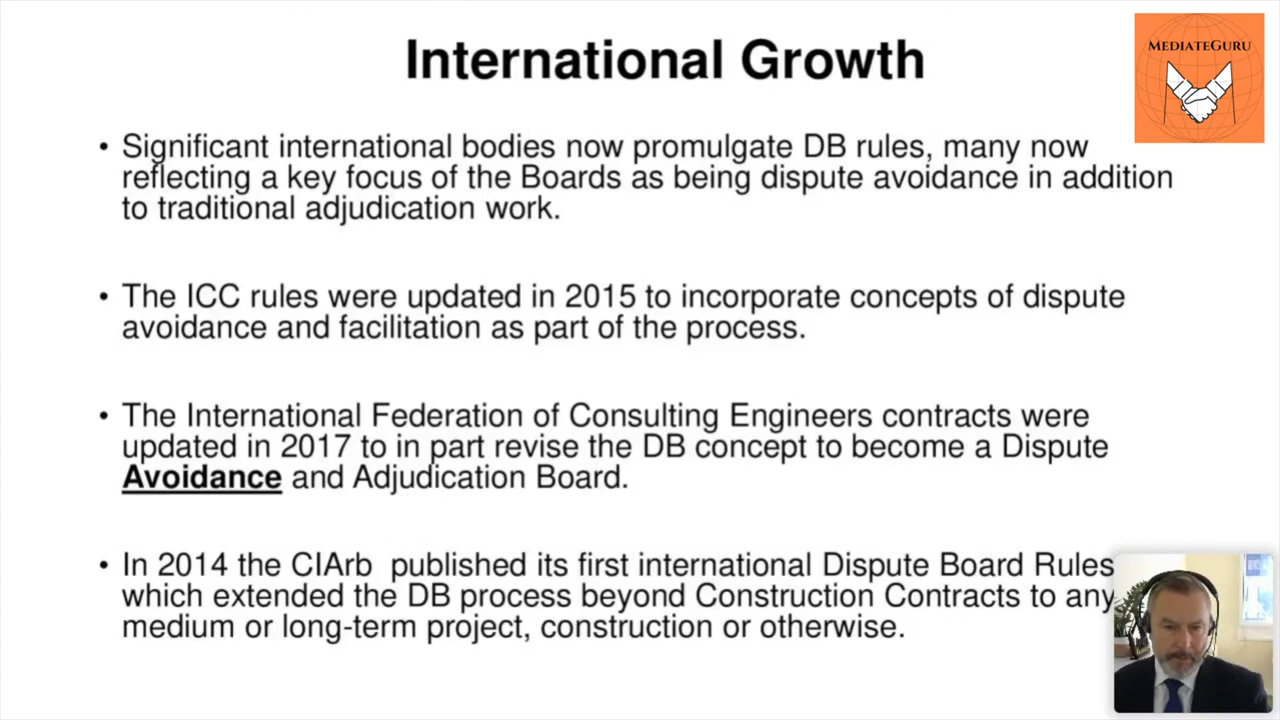 International Growth
MEDIATEGURU
• Significant international bodies now promulgate DB rules, many now
reflecting a key focus of the Boards as being dispute avoidance in addition
to traditional adjudication work.
• The ICC rules were updated in 2015 to incorporate concepts of dispute
avoidance and facilitation as part of the process.
• The International Federation of Consulting Engineers contracts were
updated in 2017 to in part revise the DB concept to become a Dispute
Avoidance and Adjudication Board.
• In 2014 the CIArb  published its first international Dispute Board Rules
which extended the DB process beyond Construction Contracts to any
medium or long-term project, construction or otherwise.